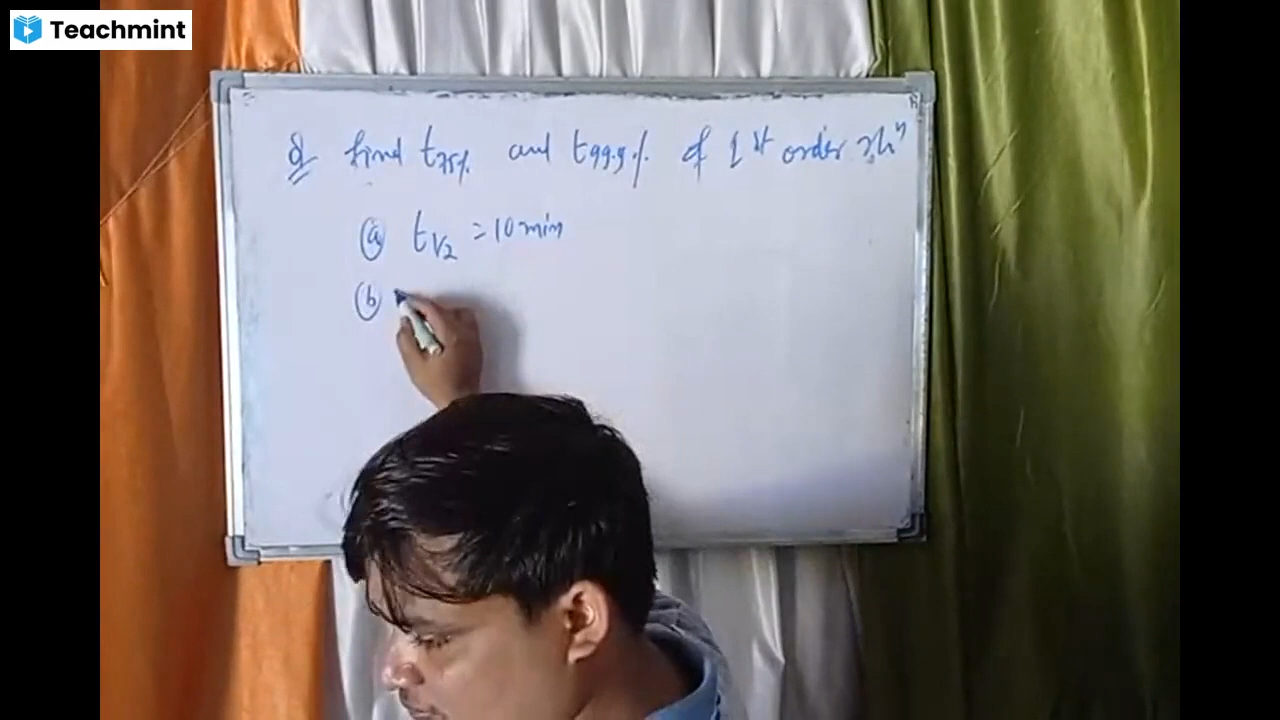 Teachmint
Q find t75% and t99.9% of 1st order rxn
(a) t1/2 = 10 min
(b)